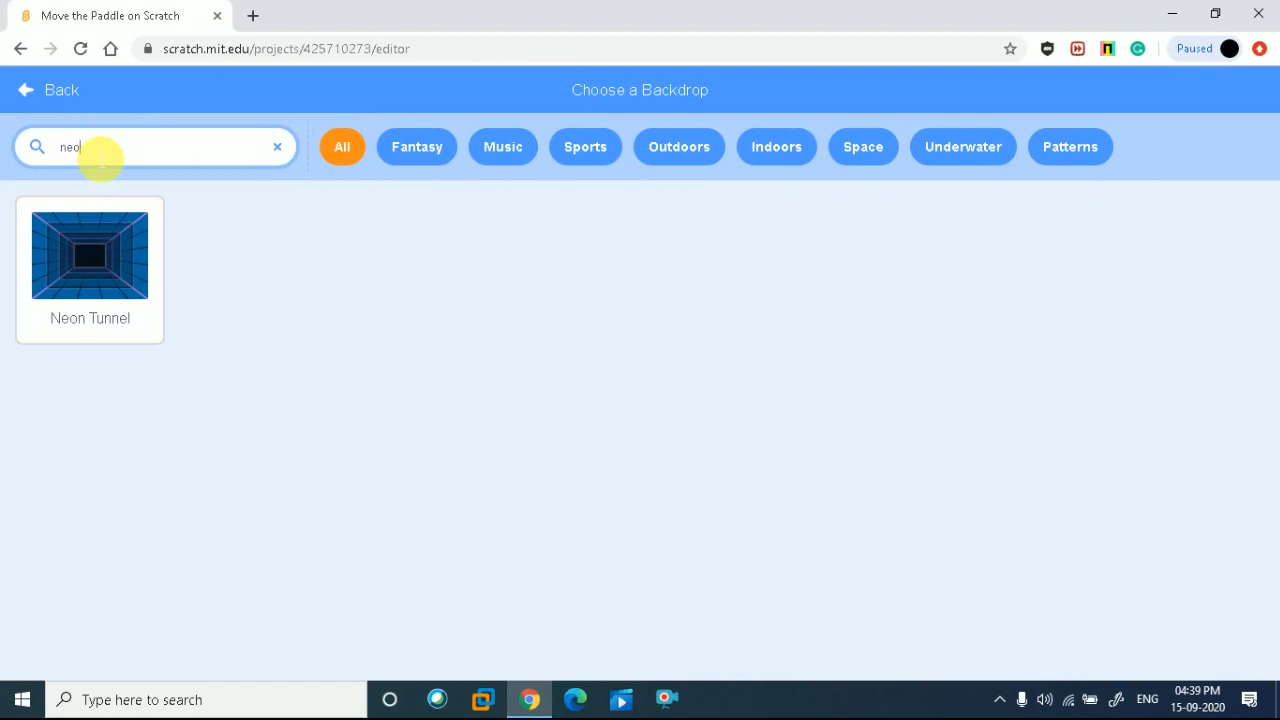 Move the Paddle on Scratch
scratch.mit.edu/projects/425710273/editor
Paused
Back
Choose a Backdrop
neo
All
Fantasy
Music
Sports
Outdoors
Indoors
Space
Underwater
Patterns
Neon Tunnel
Type here to search
ENG
04:39 PM
15-09-2020